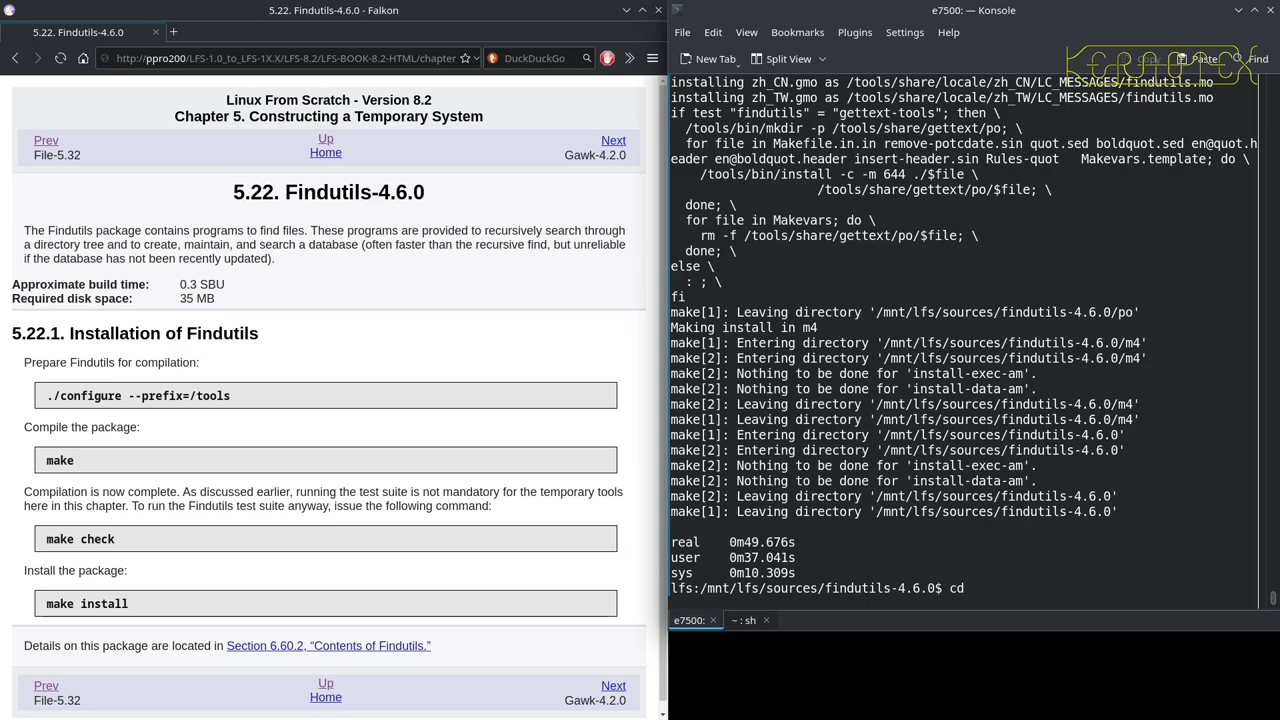 5.22. Findutils-4.6.0 - Falkon
5.22. Findutils-4.6.0
http://ppro200/LFS-1.0_to_LFS-1X.X/LFS-8.2/LFS-BOOK-8.2-HTML/chapter
DuckDuckGo
Linux From Scratch - Version 8.2
Chapter 5. Constructing a Temporary System
Prev
Up
Next
File-5.32
Home
Gawk-4.2.0
5.22. Findutils-4.6.0
The Findutils package contains programs to find files. These programs are provided to recursively search through
a directory tree and to create, maintain, and search a database (often faster than the recursive find, but unreliable
if the database has not been recently updated).
Approximate build time: 0.3 SBU
Required disk space: 35 MB
5.22.1. Installation of Findutils
Prepare Findutils for compilation:
./configure --prefix=/tools
Compile the package:
make
Compilation is now complete. As discussed earlier, running the test suite is not mandatory for the temporary tools
here in this chapter. To run the Findutils test suite anyway, issue the following command:
make check
Install the package:
make install
Details on this package are located in Section 6.60.2, “Contents of Findutils.”
Prev
Up
Next
File-5.32
Home
Gawk-4.2.0
e7500: — Konsole
File Edit View Bookmarks Plugins Settings Help
New Tab Split View Copy Paste Find
installing zh_CN.gmo as /tools/share/locale/zh_CN/LC_MESSAGES/findutils.mo
installing zh_TW.gmo as /tools/share/locale/zh_TW/LC_MESSAGES/findutils.mo
if test "findutils" = "gettext-tools"; then \
/tools/bin/mkdir -p /tools/share/gettext/po; \
for file in Makefile.in.in remove-potcdate.sin quot.sed boldquot.sed en@quot.h
eader en@boldquot.header insert-header.sin Rules-quot Makevars.template; do \
/tools/bin/install -c -m 644 ./$file \
/tools/share/gettext/po/$file; \
done; \
for file in Makevars; do \
rm -f /tools/share/gettext/po/$file; \
done; \
else \
: ; \
fi
make[1]: Leaving directory '/mnt/lfs/sources/findutils-4.6.0/po'
Making install in m4
make[1]: Entering directory '/mnt/lfs/sources/findutils-4.6.0/m4'
make[2]: Entering directory '/mnt/lfs/sources/findutils-4.6.0/m4'
make[2]: Nothing to be done for 'install-exec-am'.
make[2]: Nothing to be done for 'install-data-am'.
make[2]: Leaving directory '/mnt/lfs/sources/findutils-4.6.0/m4'
make[1]: Leaving directory '/mnt/lfs/sources/findutils-4.6.0/m4'
make[1]: Entering directory '/mnt/lfs/sources/findutils-4.6.0'
make[2]: Entering directory '/mnt/lfs/sources/findutils-4.6.0'
make[2]: Nothing to be done for 'install-exec-am'.
make[2]: Nothing to be done for 'install-data-am'.
make[2]: Leaving directory '/mnt/lfs/sources/findutils-4.6.0'
make[1]: Leaving directory '/mnt/lfs/sources/findutils-4.6.0'
real 0m49.676s
user 0m37.041s
sys 0m10.309s
lfs:/mnt/lfs/sources/findutils-4.6.0$ cd
e7500: ~ : sh